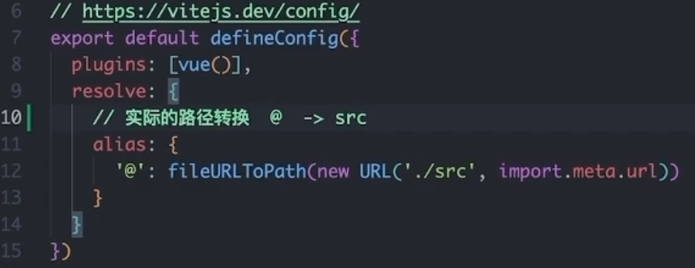 6 // https://vitejs.dev/config/
7 export default defineConfig({
8 plugins: [vue()],
9 resolve: {
10 // 实际的路径转换 @ -> src
11 alias: {
12 '@': fileURLToPath(new URL('./src', import.meta.url))
13 }
14 }
15 })